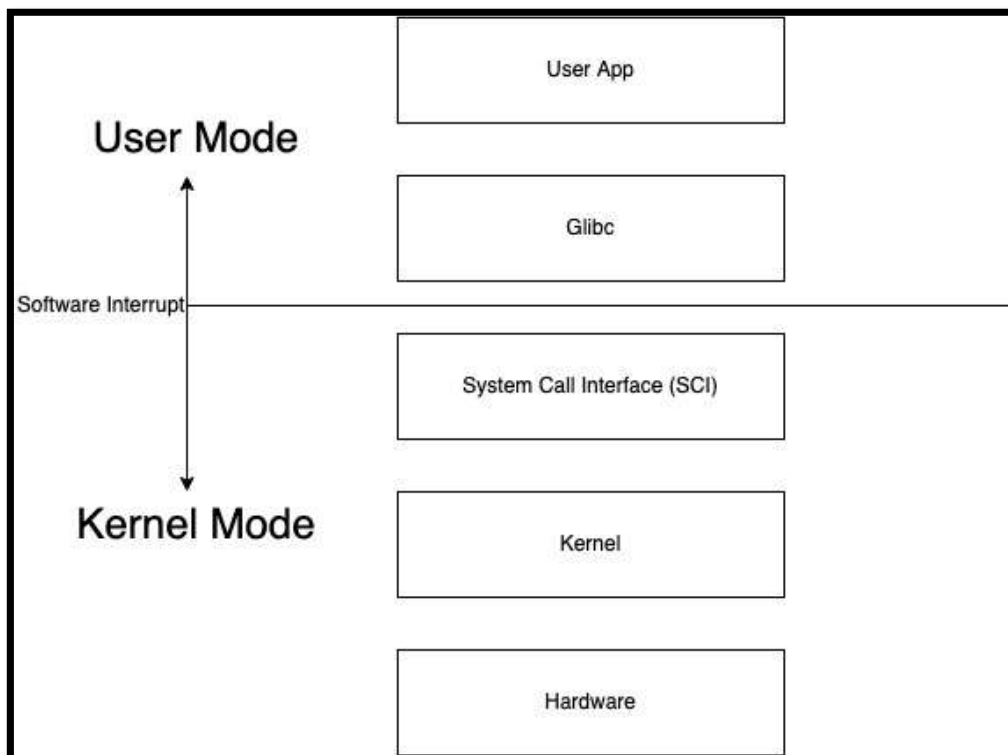 User App
User Mode
Glibc
Software Interrupt
System Call Interface (SCI)
Kernel Mode
Kernel
Hardware